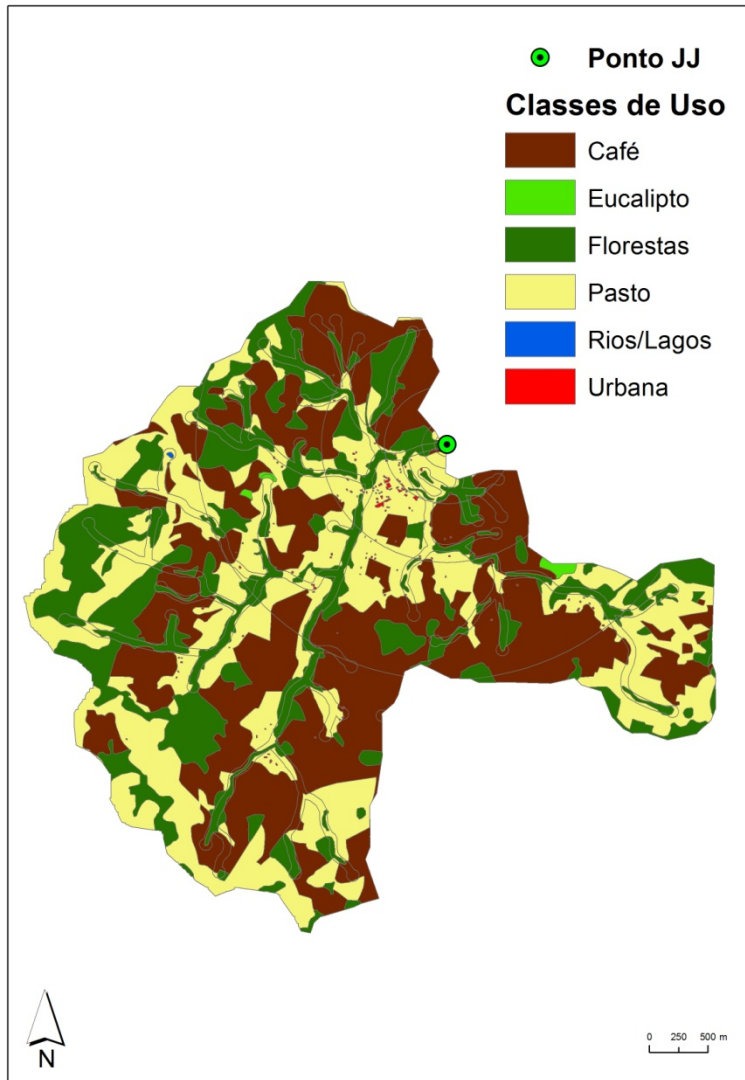 Ponto JJ
Classes de Uso
Café
Eucalipto
Florestas
Pasto
Rios/Lagos
Urbana
N
0 250 500 m